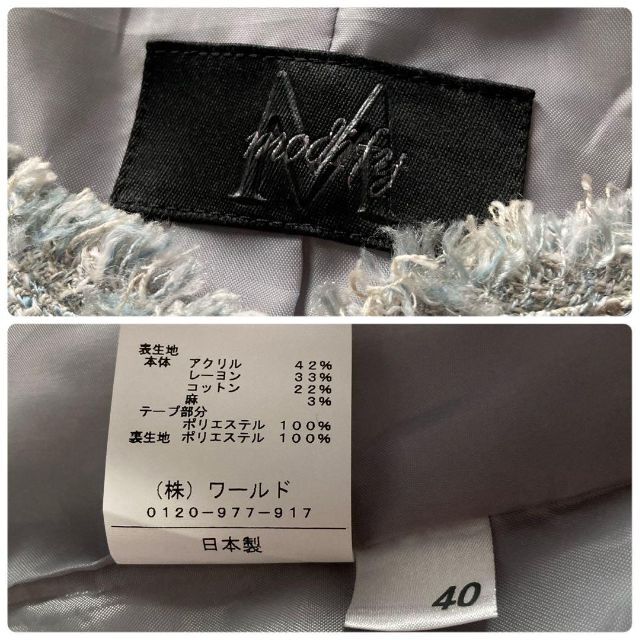 M
modify
表生地
本体 アクリル 42%
レーヨン 33%
コットン 22%
麻 3%
テープ部分
ポリエステル 100%
裏生地 ポリエステル 100%
(株) ワールド
0120-977-917
日本製
40